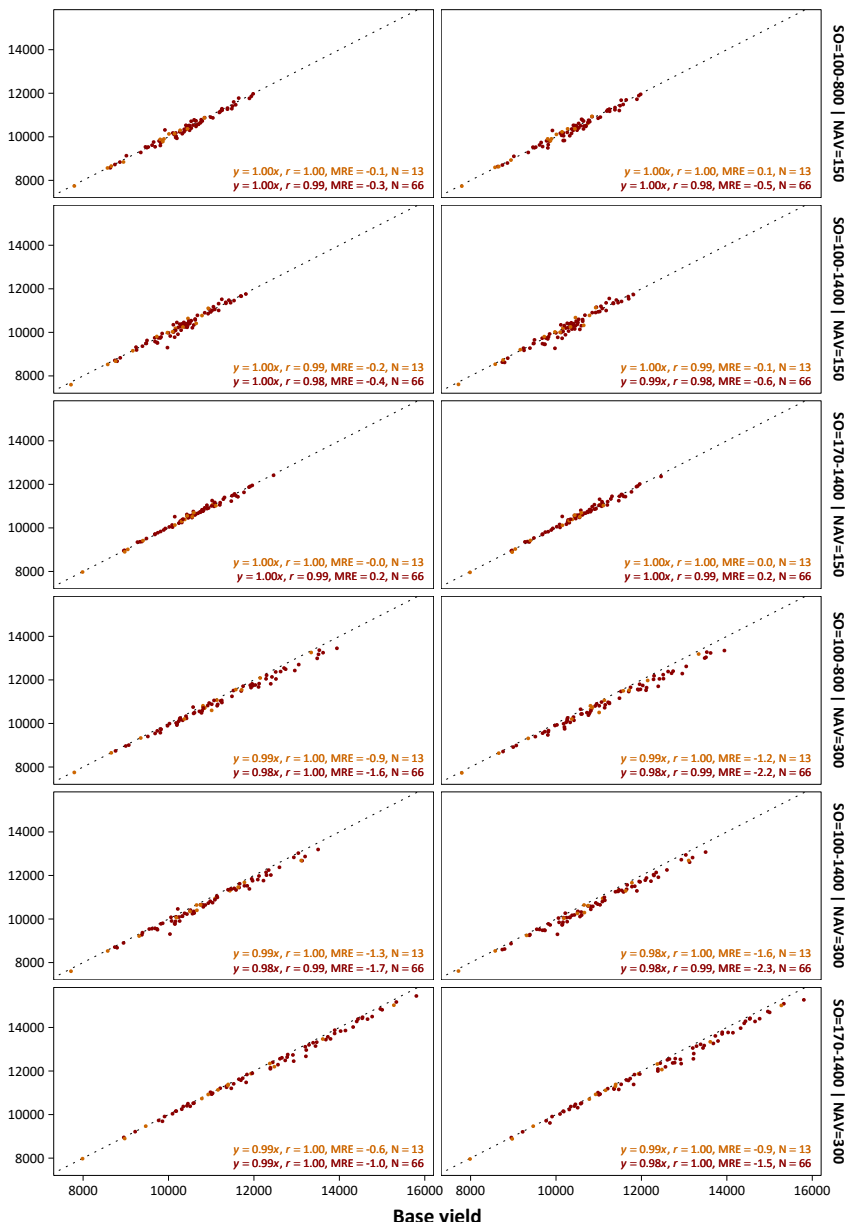 14000
12000
10000
8000
y = 1.00x, r = 1.00, MRE = -0.1, N = 13
y = 1.00x, r = 0.99, MRE = -0.3, N = 66
y = 1.00x, r = 1.00, MRE = 0.1, N = 13
y = 1.00x, r = 0.98, MRE = -0.5, N = 66
SO=100-800 | NAV=150
14000
12000
10000
8000
y = 1.00x, r = 0.99, MRE = -0.2, N = 13
y = 1.00x, r = 0.98, MRE = -0.4, N = 66
y = 1.00x, r = 0.99, MRE = -0.1, N = 13
y = 0.99x, r = 0.98, MRE = -0.6, N = 66
SO=100-1400 | NAV=150
14000
12000
10000
8000
y = 1.00x, r = 1.00, MRE = -0.0, N = 13
y = 1.00x, r = 0.99, MRE = 0.2, N = 66
y = 1.00x, r = 1.00, MRE = 0.0, N = 13
y = 1.00x, r = 0.99, MRE = 0.2, N = 66
SO=170-1400 | NAV=150
14000
12000
10000
8000
y = 0.99x, r = 1.00, MRE = -0.9, N = 13
y = 0.98x, r = 1.00, MRE = -1.6, N = 66
y = 0.99x, r = 1.00, MRE = -1.2, N = 13
y = 0.98x, r = 0.99, MRE = -2.2, N = 66
SO=100-800 | NAV=300
14000
12000
10000
8000
y = 0.99x, r = 1.00, MRE = -1.3, N = 13
y = 0.98x, r = 0.99, MRE = -1.7, N = 66
y = 0.98x, r = 1.00, MRE = -1.6, N = 13
y = 0.98x, r = 0.99, MRE = -2.3, N = 66
SO=100-1400 | NAV=300
14000
12000
10000
8000
y = 0.99x, r = 1.00, MRE = -0.6, N = 13
y = 0.99x, r = 1.00, MRE = -1.0, N = 66
y = 0.99x, r = 1.00, MRE = -0.9, N = 13
y = 0.98x, r = 1.00, MRE = -1.5, N = 66
SO=170-1400 | NAV=300
8000 10000 12000 14000 16000 8000 10000 12000 14000 16000
Base yield